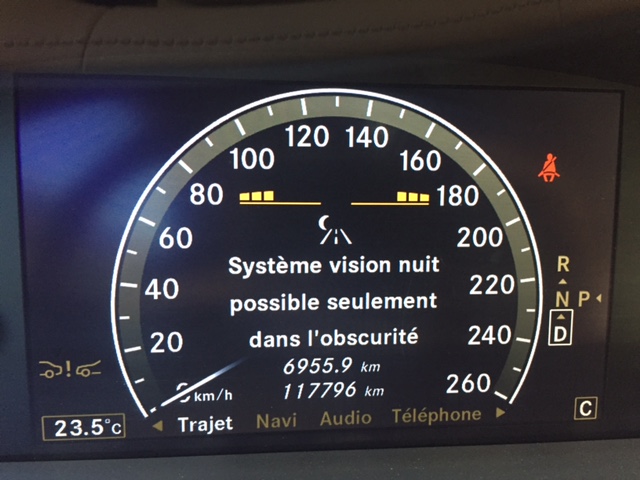 120 140
100 160
80 180
60 200
Système vision nuit
R
40 220
possible seulement
N P
dans l'obscurité
D
20 240
6955.9 km
0 km/h 117796 km 260
C
23.5°C Trajet Navi Audio Téléphone